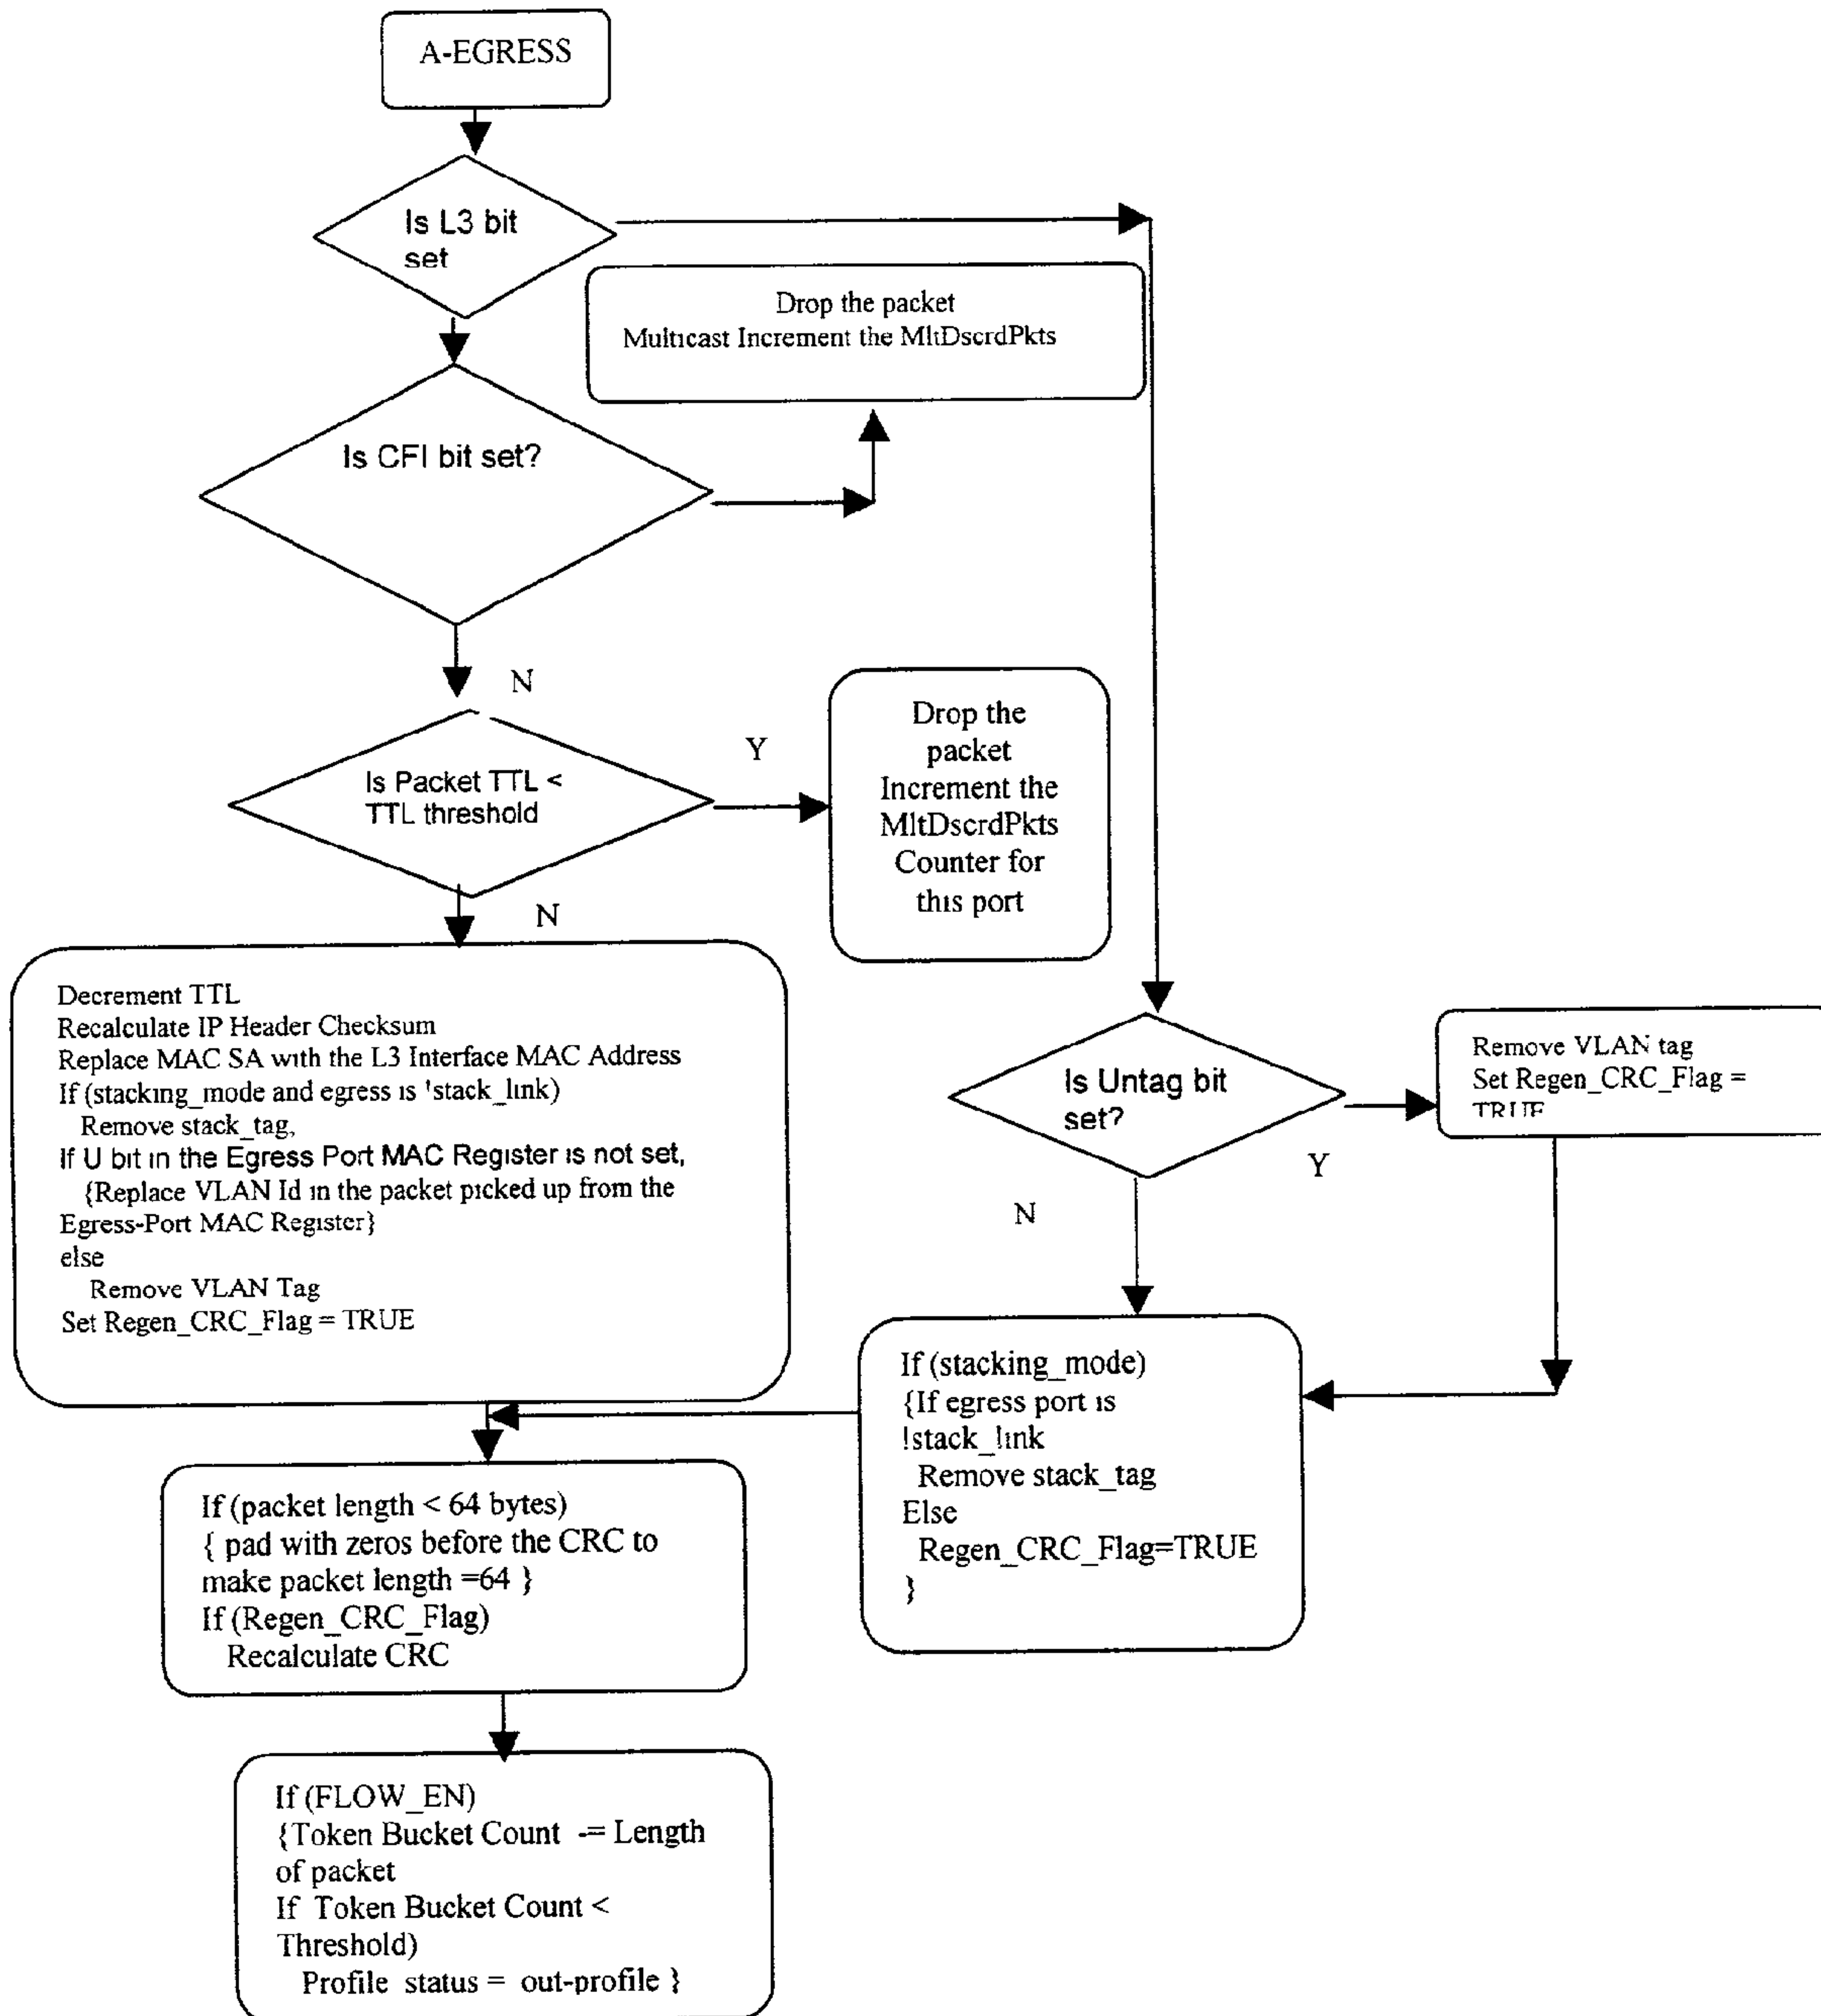 A-EGRESS
Is L3 bit
set
Drop the packet
Multicast Increment the MltDscrdPkts
Is CFI bit set?
N
Is Packet TTL <
TTL threshold
Y
Drop the
packet
Increment the
MltDscrdPkts
Counter for
this port
N
Decrement TTL
Recalculate IP Header Checksum
Replace MAC SA with the L3 Interface MAC Address
If (stacking_mode and egress is !stack_link)
Remove stack_tag,
If U bit in the Egress Port MAC Register is not set,
{Replace VLAN Id in the packet picked up from the
Egress-Port MAC Register}
else
Remove VLAN Tag
Set Regen_CRC_Flag = TRUE
Is Untag bit
set?
Y
N
Remove VLAN tag
Set Regen_CRC_Flag =
TRUE
If (stacking_mode)
{If egress port is
!stack_link
Remove stack_tag
Else
Regen_CRC_Flag=TRUE
}
If (packet length < 64 bytes)
{ pad with zeros before the CRC to
make packet length =64 }
If (Regen_CRC_Flag)
Recalculate CRC
If (FLOW_EN)
{Token Bucket Count -= Length
of packet
If Token Bucket Count <
Threshold)
Profile status = out-profile }